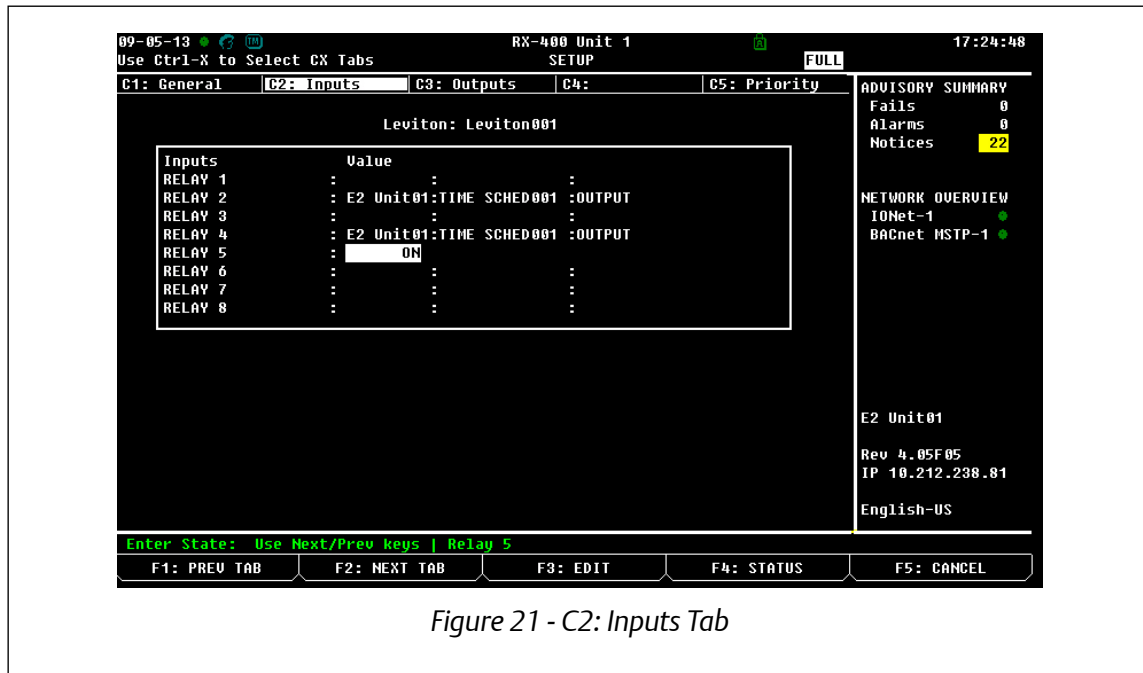 09-05-13 RX-400 Unit 1 17:24:48
Use Ctrl-X to Select CX Tabs SETUP FULL
C1: General C2: Inputs C3: Outputs C4: C5: Priority
ADVISORY SUMMARY
Fails 0
Alarms 0
Notices 22
NETWORK OVERVIEW
IONet-1
BACnet MSTP-1
E2 Unit01
Rev 4.05F05
IP 10.212.238.81
English-US
Leviton: Leviton001
Inputs Value
RELAY 1 : : :
RELAY 2 : E2 Unit01:TIME SCHED001 :OUTPUT
RELAY 3 : : :
RELAY 4 : E2 Unit01:TIME SCHED001 :OUTPUT
RELAY 5 : ON
RELAY 6 : : :
RELAY 7 : : :
RELAY 8 : : :
Enter State: Use Next/Prev keys | Relay 5
F1: PREV TAB F2: NEXT TAB F3: EDIT F4: STATUS F5: CANCEL
Figure 21 - C2: Inputs Tab